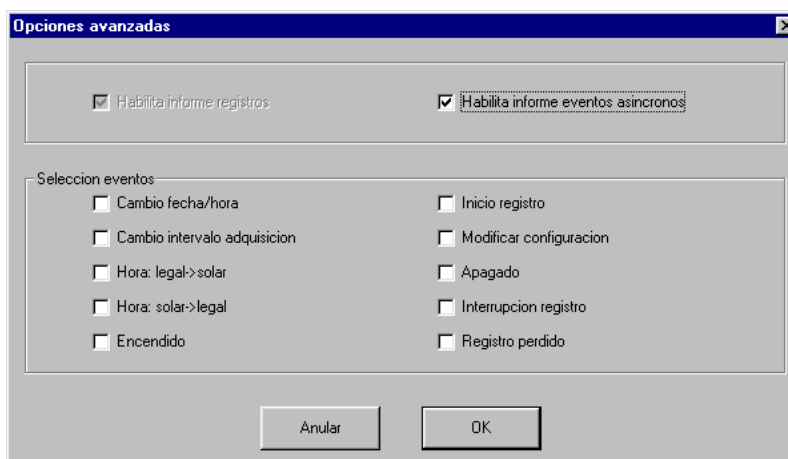 Opciones avanzadas
Habilita informe registros
Habilita informe eventos asincronos
Seleccion eventos
Cambio fecha/hora
Inicio registro
Cambio intervalo adquisicion
Modificar configuracion
Hora: legal->solar
Apagado
Hora: solar->legal
Interrupcion registro
Encendido
Registro perdido
Anular
OK